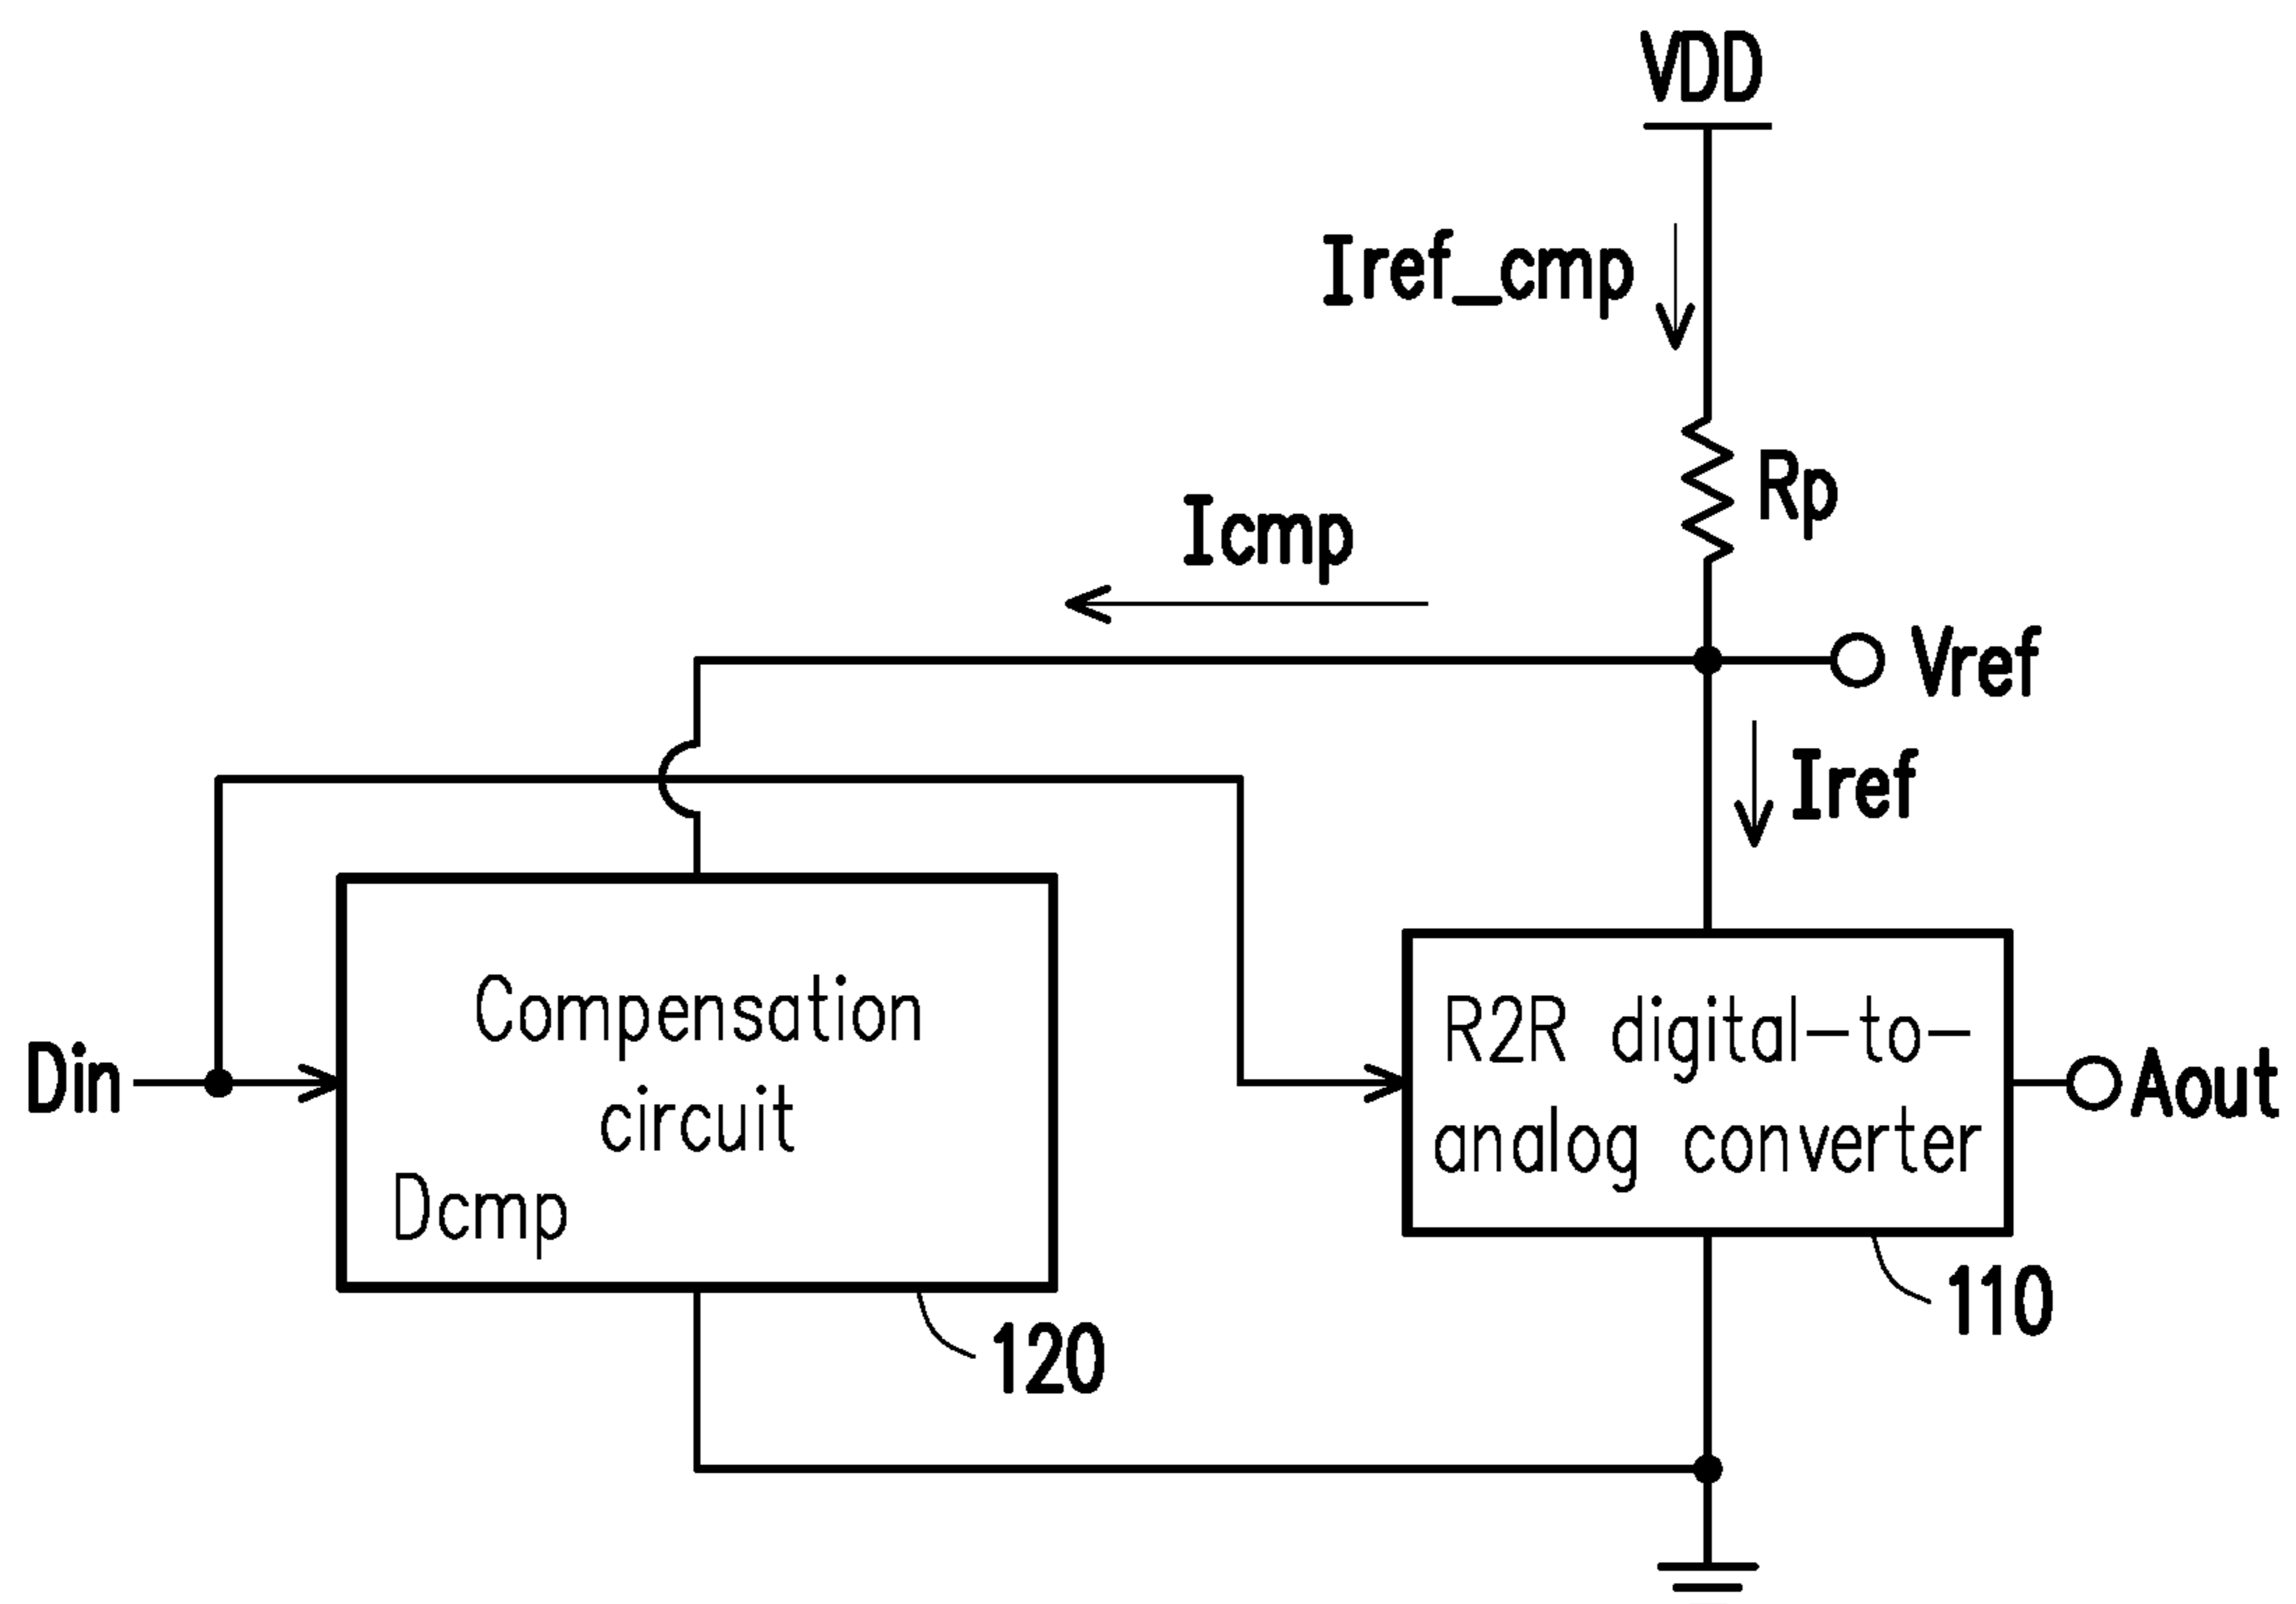 VDD
Iref_cmp
Rp
Icmp
Vref
Iref
Compensation
circuit
Dcmp
R2R digital-to-
analog converter
Din
Aout
110
120